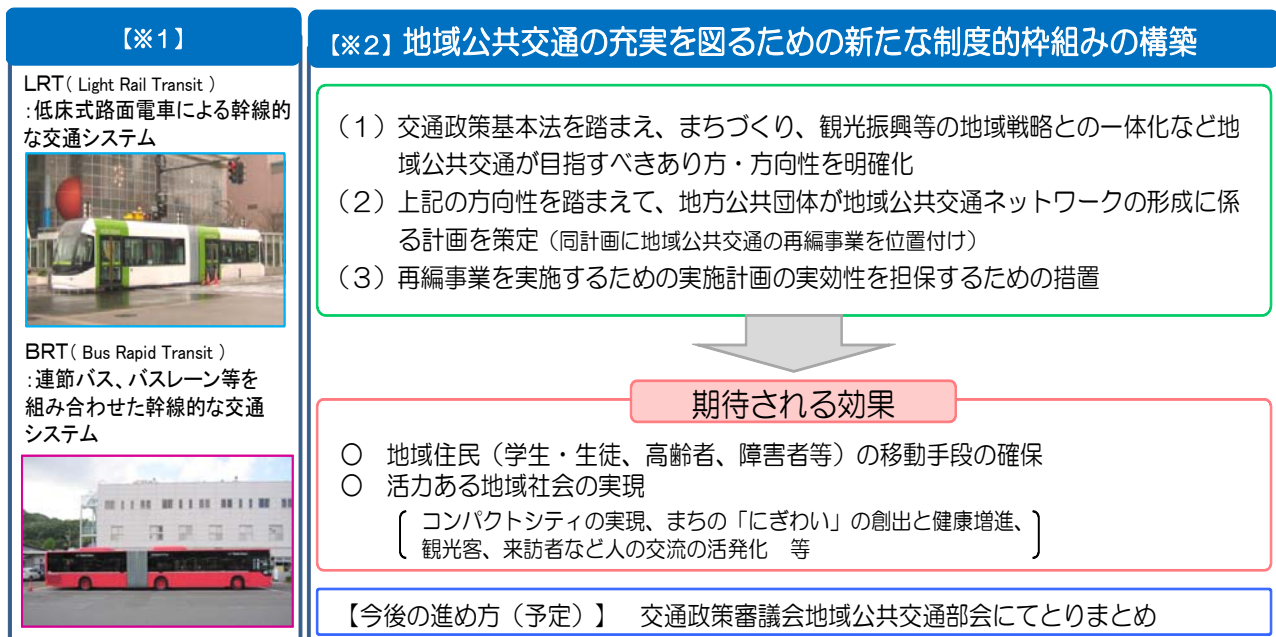 【※1】
LRT( Light Rail Transit )
:低床式路面電車による幹線的
な交通システム
BRT( Bus Rapid Transit )
:連節バス、バスレーン等を
組み合わせた幹線的な交通
システム
【※2】地域公共交通の充実を図るための新たな制度的枠組みの構築
(1)交通政策基本法を踏まえ、まちづくり、観光振興等の地域戦略との一体化など地
域公共交通が目指すべきあり方・方向性を明確化
(2)上記の方向性を踏まえて、地方公共団体が地域公共交通ネットワークの形成に係
る計画を策定(同計画に地域公共交通の再編事業を位置付け)
(3)再編事業を実施するための実施計画の実効性を担保するための措置
期待される効果
○ 地域住民(学生・生徒、高齢者、障害者等)の移動手段の確保
○ 活力ある地域社会の実現
コンパクトシティの実現、まちの「にぎわい」の創出と健康増進、
観光客、来訪者など人の交流の活発化 等
【今後の進め方(予定)】 交通政策審議会地域公共交通部会にてとりまとめ